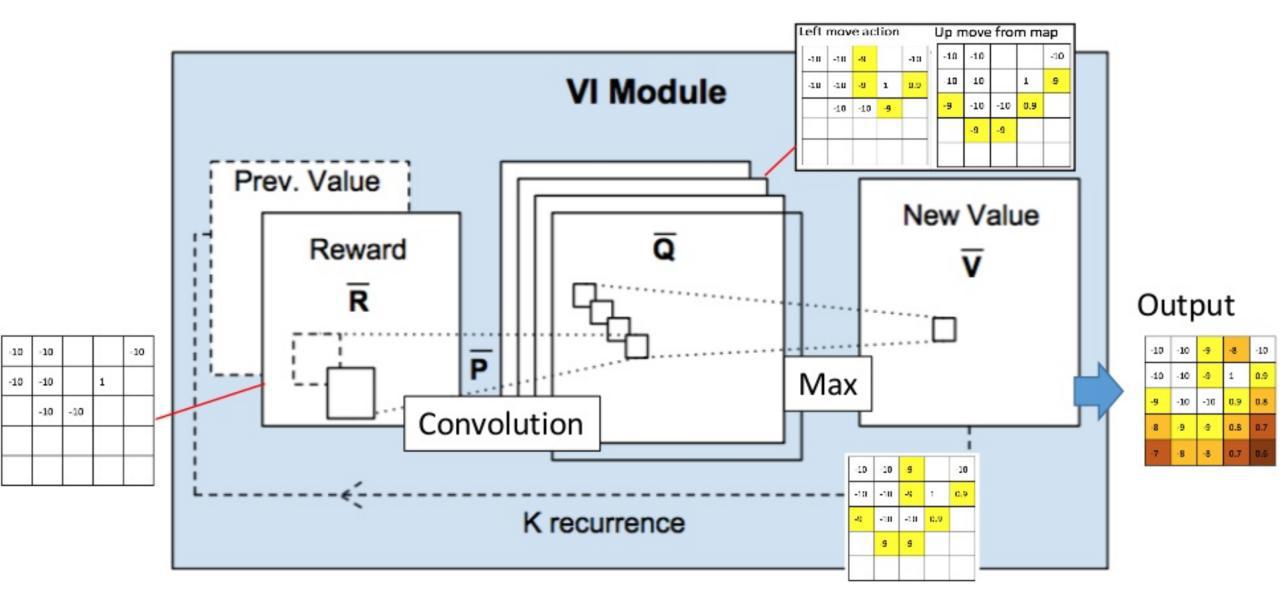 Left move action
Up move from map
-10 -10 -9 -10
-10 -10 -9 1 0.9
-10 -10 -9
-10 -10 -10
10 10 1 9
-9 -10 -10 0.9
-9 -9
VI Module
Prev. Value
Reward
R̅
P̅
Q̅
New Value
V̅
Convolution
Max
K recurrence
-10 -10 -10
-10 -10 1
-10 -10
10 10 9 10
-10 -10 -9 1 0.9
-9 -10 -10 0.9
9 9
Output
-10 -10 -9 -8 -10
-10 -10 -9 1 0.9
-9 -10 -10 0.9 0.8
-8 -9 -9 0.8 0.7
-7 -8 -8 0.7 0.6